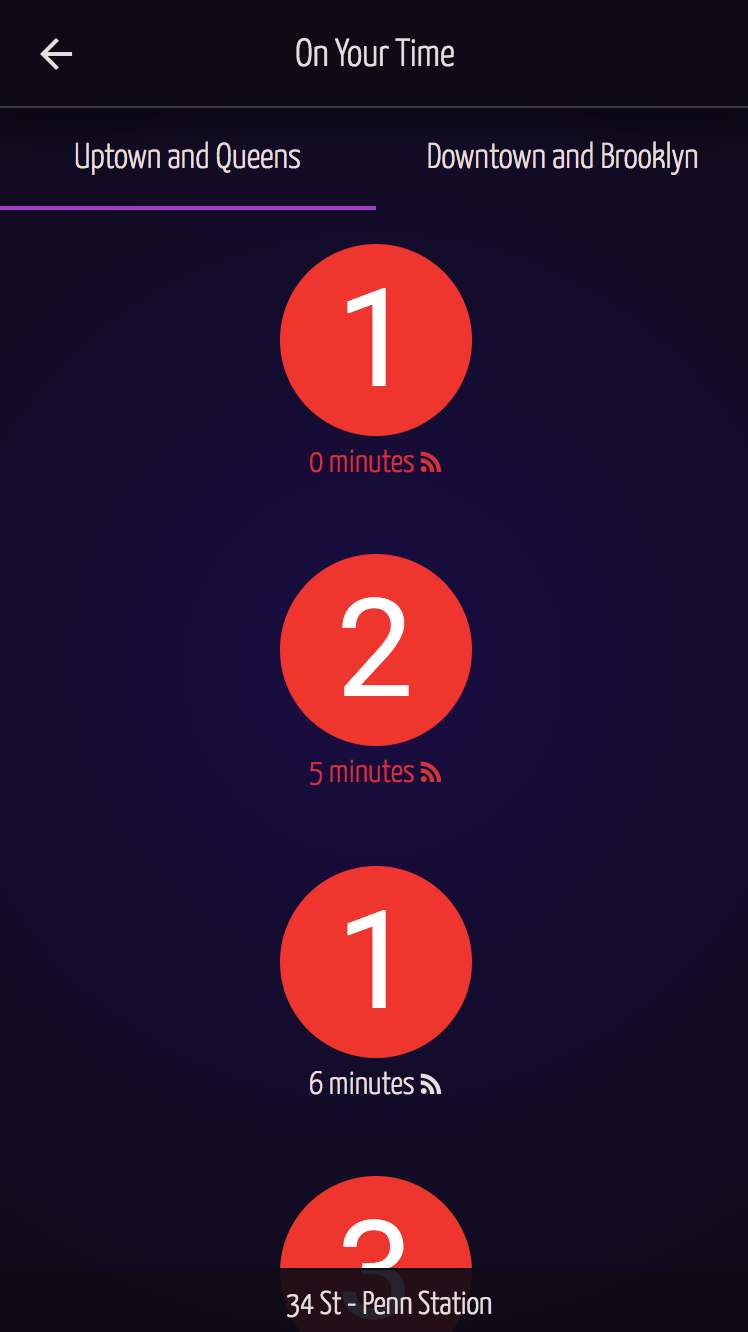 On Your Time
Uptown and Queens
Downtown and Brooklyn
1
0 minutes
2
5 minutes
1
6 minutes
3
34 St - Penn Station